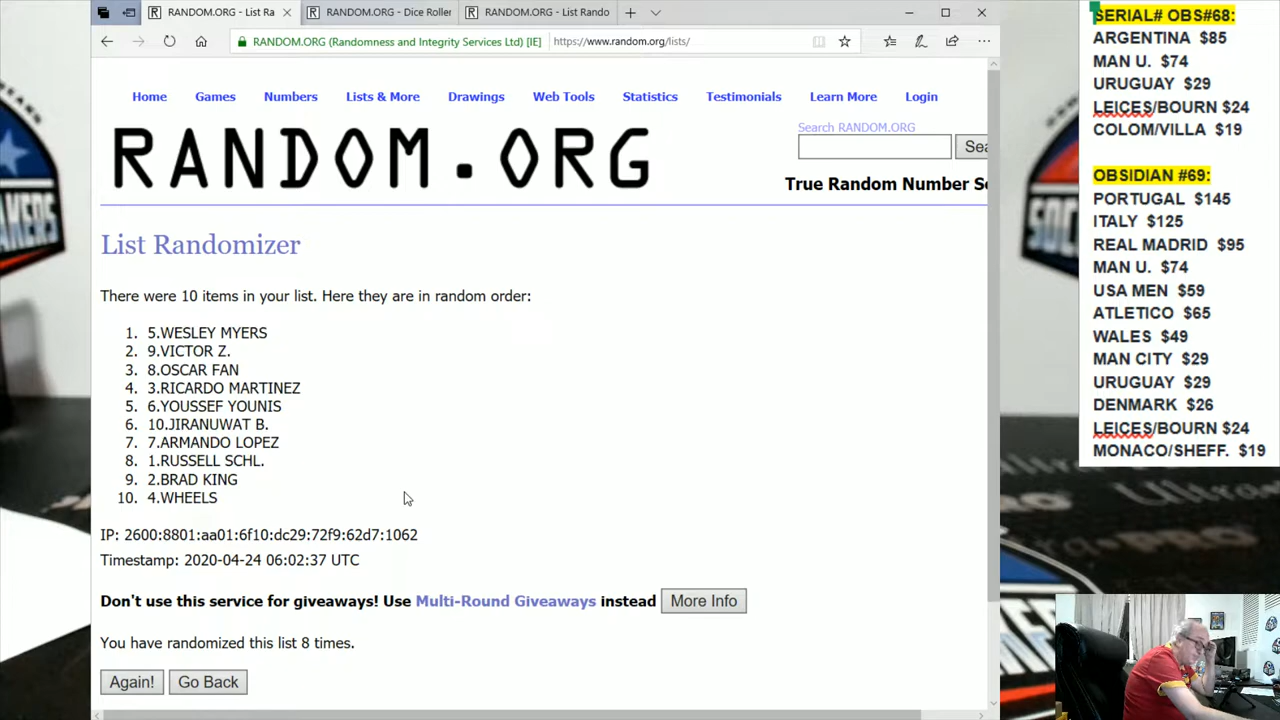 RANDOM.ORG - List Ra
RANDOM.ORG - Dice Roller
RANDOM.ORG - List Rando
RANDOM.ORG (Randomness and Integrity Services Ltd) [IE]
https://www.random.org/lists/
Home Games Numbers Lists & More Drawings Web Tools Statistics Testimonials Learn More Login
RANDOM.ORG
Search RANDOM.ORG
Sea
True Random Number Se
List Randomizer
There were 10 items in your list. Here they are in random order:
1. 5.WESLEY MYERS
2. 9.VICTOR Z.
3. 8.OSCAR FAN
4. 3.RICARDO MARTINEZ
5. 6.YOUSSEF YOUNIS
6. 10.JIRANUWAT B.
7. 7.ARMANDO LOPEZ
8. 1.RUSSELL SCHL.
9. 2.BRAD KING
10. 4.WHEELS
IP: 2600:8801:aa01:6f10:dc29:72f9:62d7:1062
Timestamp: 2020-04-24 06:02:37 UTC
Don't use this service for giveaways! Use Multi-Round Giveaways instead More Info
You have randomized this list 8 times.
Again! Go Back
SERIAL# OBS#68:
ARGENTINA $85
MAN U. $74
URUGUAY $29
LEICES/BOURN $24
COLOM/VILLA $19
OBSIDIAN #69:
PORTUGAL $145
ITALY $125
REAL MADRID $95
MAN U. $74
USA MEN $59
ATLETICO $65
WALES $49
MAN CITY $29
URUGUAY $29
DENMARK $26
LEICES/BOURN $24
MONACO/SHEFF. $19